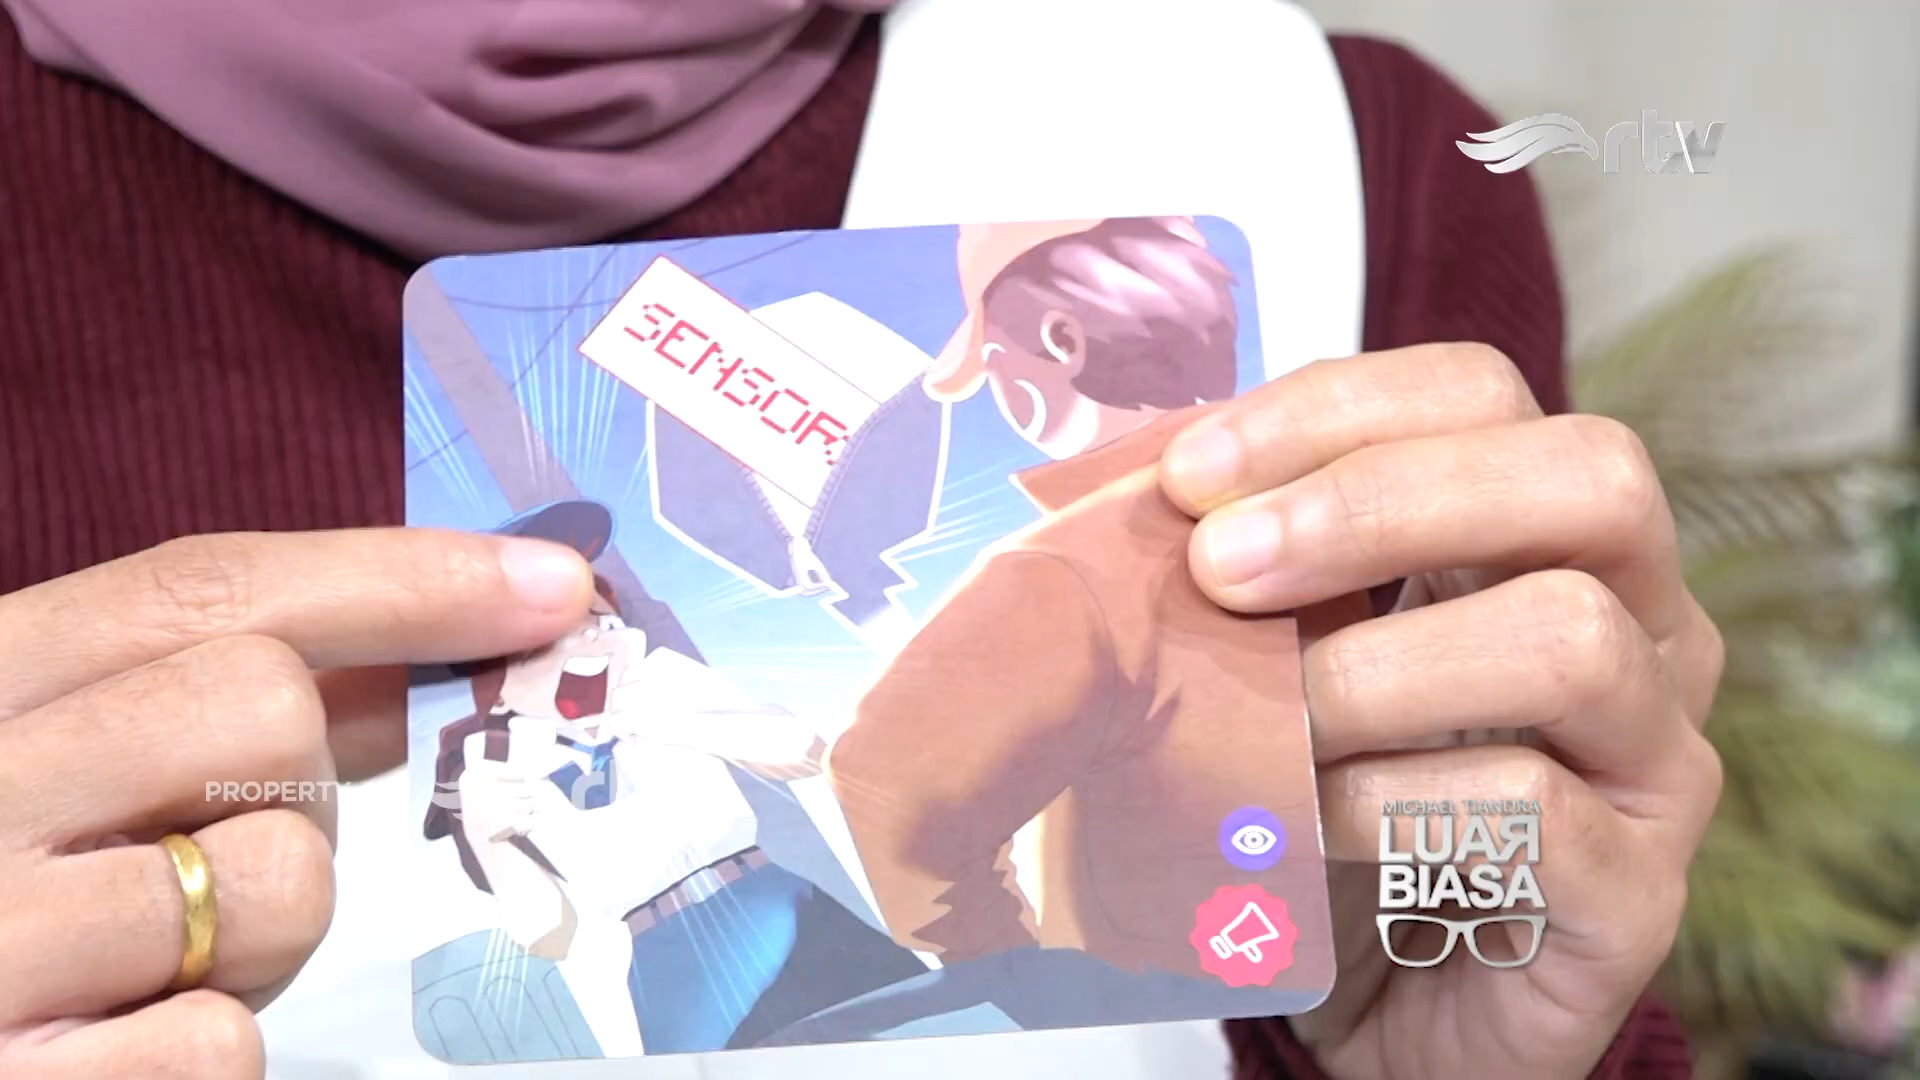 rtv
SENSOR
PROPERTY
MICHAEL TJANDRA
LUAR
BIASA